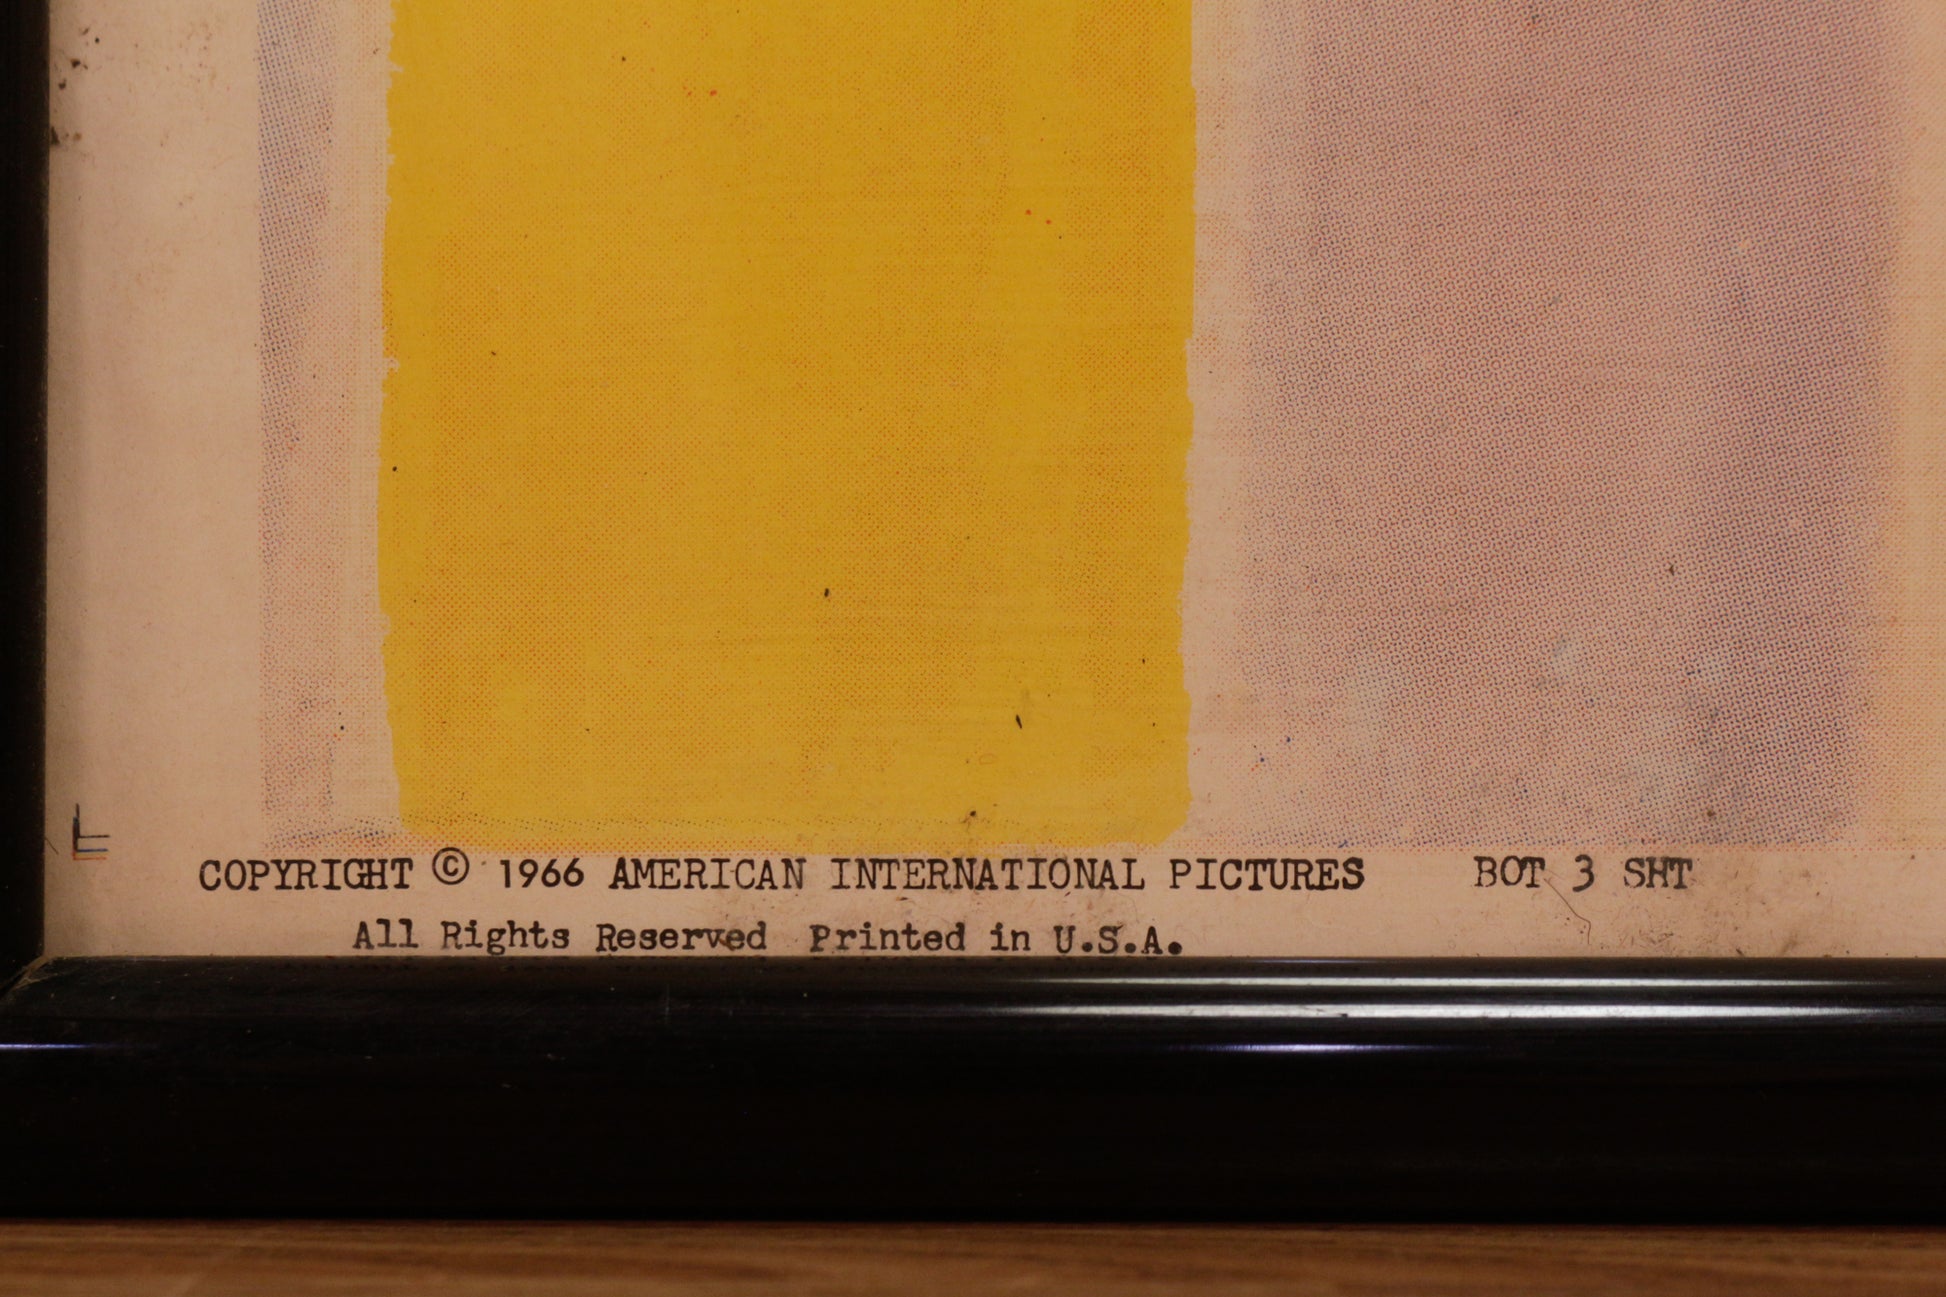 COPYRIGHT © 1966 AMERICAN INTERNATIONAL PICTURES BOT 3 SHT
All Rights Reserved Printed in U.S.A.